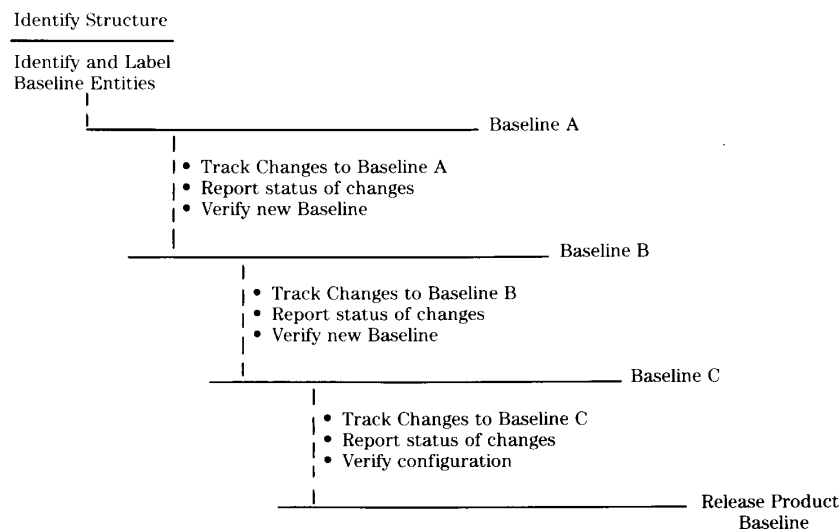 Identify Structure
Identify and Label
Baseline Entities
Baseline A
• Track Changes to Baseline A
• Report status of changes
• Verify new Baseline
Baseline B
• Track Changes to Baseline B
• Report status of changes
• Verify new Baseline
Baseline C
• Track Changes to Baseline C
• Report status of changes
• Verify configuration
Release Product
Baseline